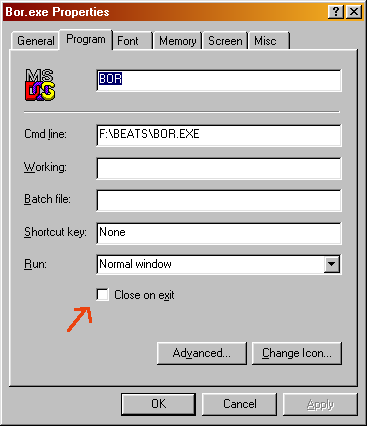 Bor.exe Properties
General Program Font Memory Screen Misc
MS
BOR
Cmd line: F:\BEATS\BOR.EXE
Working:
Batch file:
Shortcut key: None
Run: Normal window
Close on exit
Advanced... Change Icon...
OK Cancel Apply